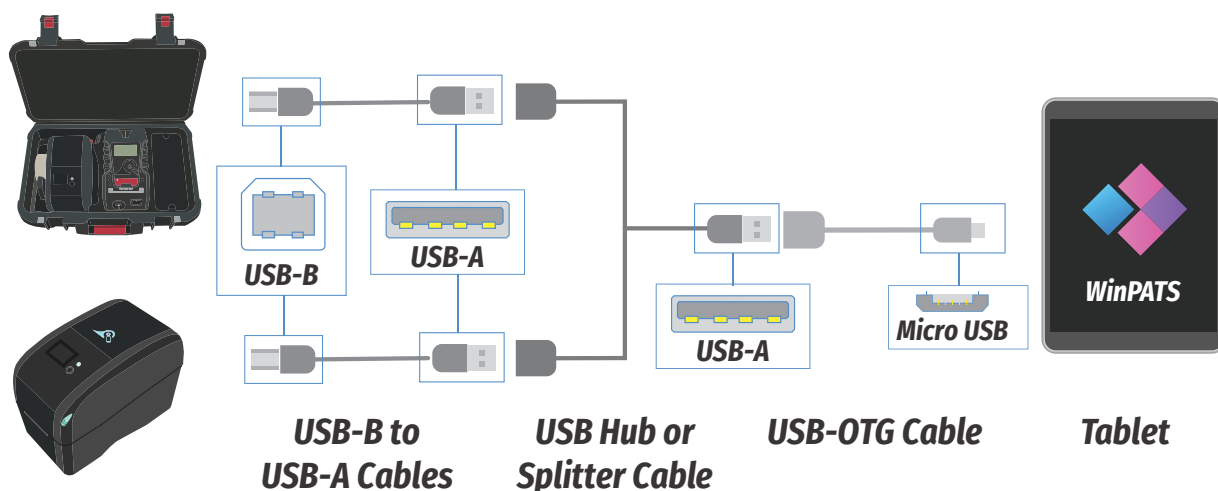 USB-B
USB-A
USB-A
Micro USB
WinPATS
USB-B to
USB-A Cables
USB Hub or
Splitter Cable
USB-OTG Cable
Tablet